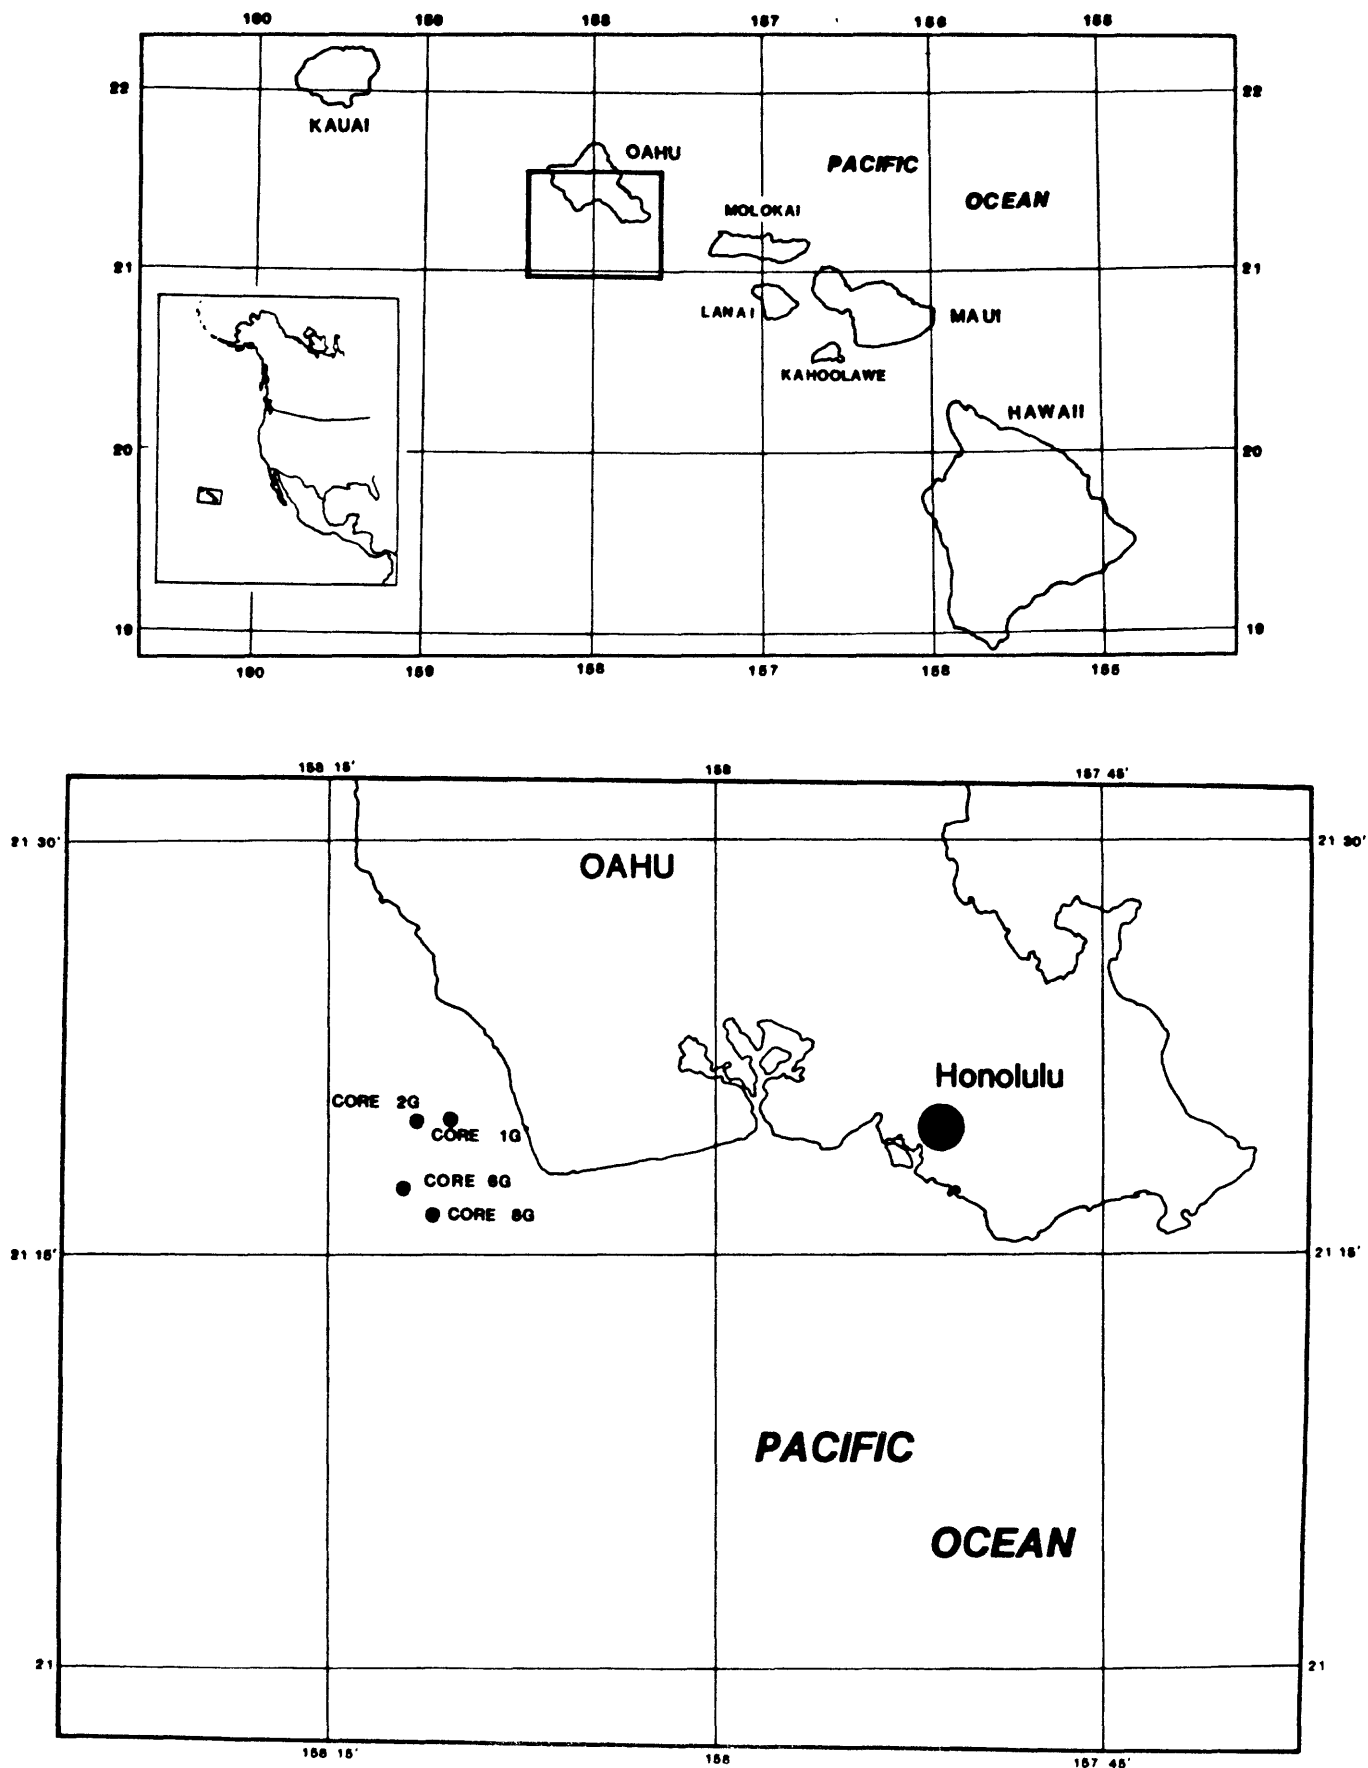 160 159 158 157 156 155
22 22
KAUAI
OAHU
PACIFIC
OCEAN
MOLOKAI
21 21
LANAI
MAUI
KAHOOLAWE
HAWAII
20 20
19 19
160 159 158 157 156 155
158 15' 158 157 45'
21 30' 21 30'
OAHU
Honolulu
CORE 2G
CORE 1G
CORE 6G
CORE 8G
21 15' 21 15'
PACIFIC
OCEAN
21 21
158 15' 158 157 45'